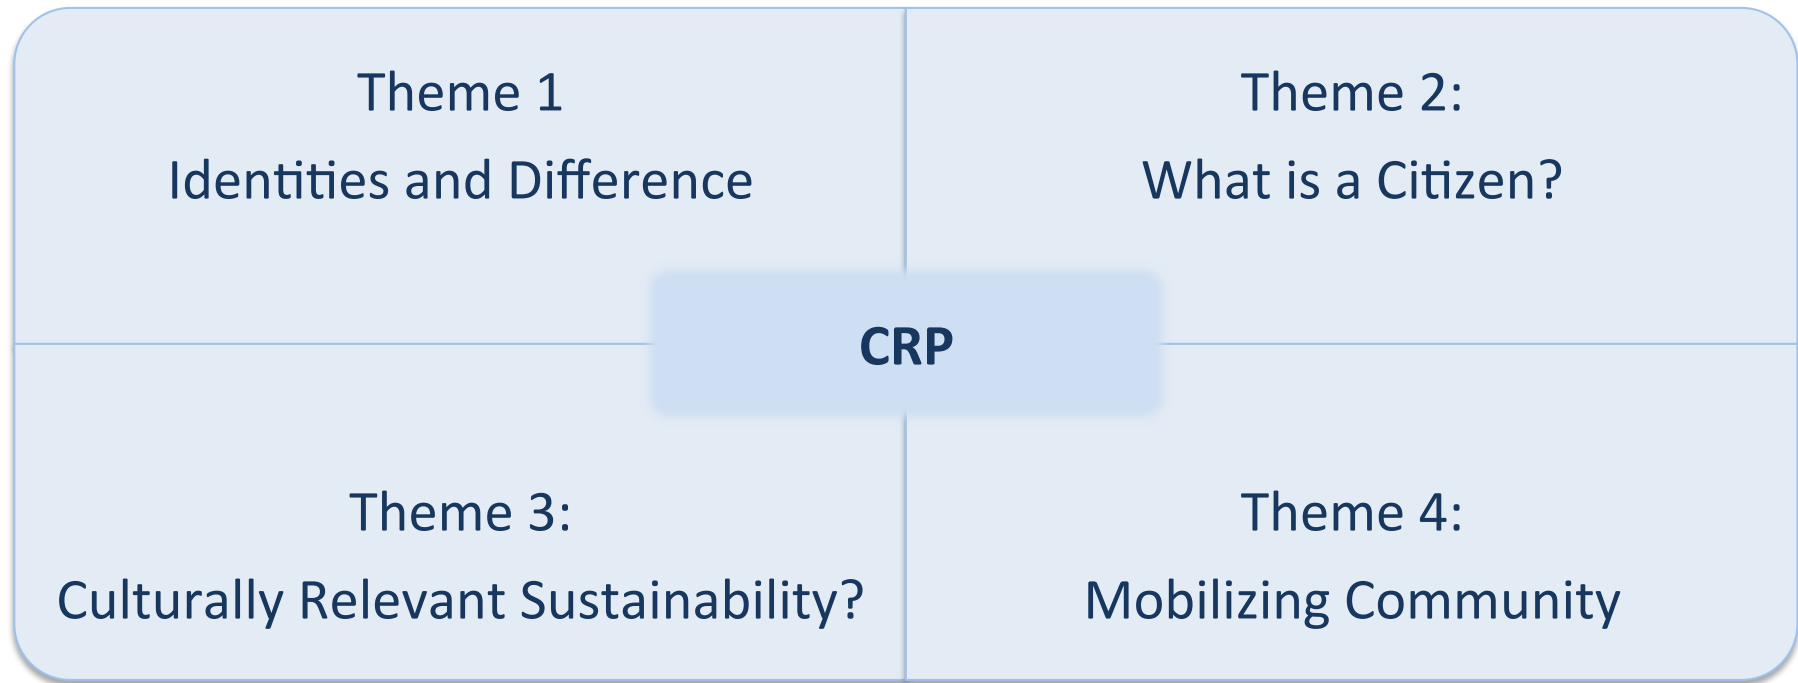 Theme 1
Identities and Difference
Theme 2:
What is a Citizen?
CRP
Theme 3:
Culturally Relevant Sustainability?
Theme 4:
Mobilizing Community